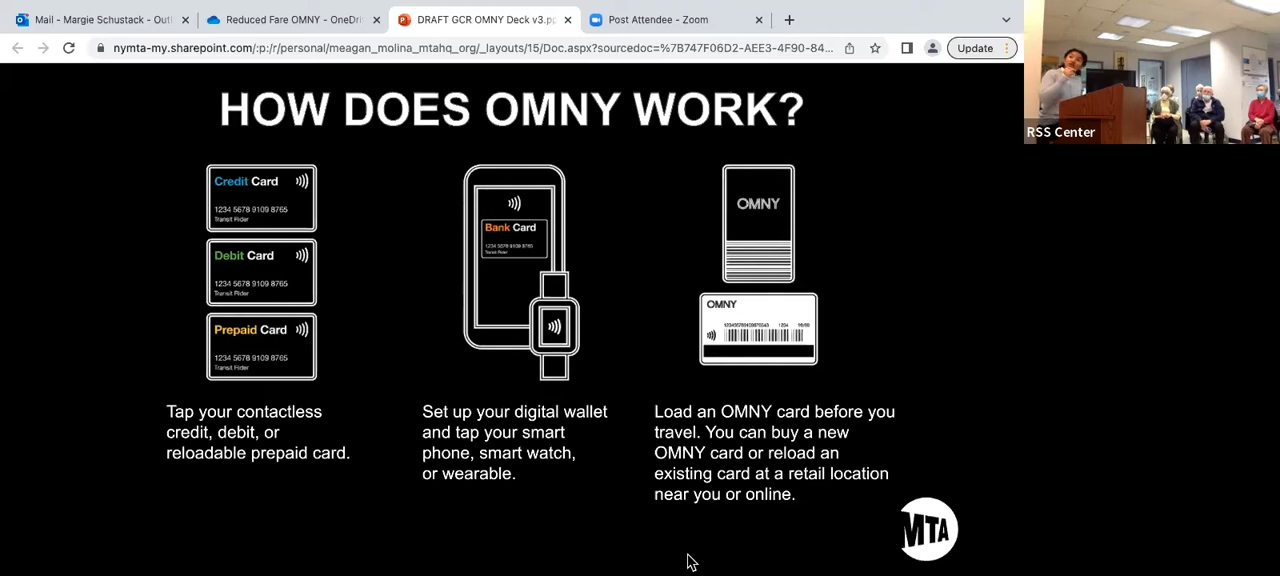 Mail - Margie Schustack - Outl
Reduced Fare OMNY - OneDri
DRAFT GCR OMNY Deck v3.pp
Post Attendee - Zoom
nymta-my.sharepoint.com/:p:/r/personal/meagan_molina_mtahq_org/_layouts/15/Doc.aspx?sourcedoc=%7B747F06D2-AEE3-4F90-84...
Update
RSS Center
HOW DOES OMNY WORK?
Credit Card
1234 5678 9109 8765
Transit Rider
Debit Card
1234 5678 9109 8765
Transit Rider
Prepaid Card
1234 5678 9109 8765
Transit Rider
Bank Card
1234 5678 9109 8765
Transit Rider
OMNY
OMNY
Tap your contactless
credit, debit, or
reloadable prepaid card.
Set up your digital wallet
and tap your smart
phone, smart watch,
or wearable.
Load an OMNY card before you
travel. You can buy a new
OMNY card or reload an
existing card at a retail location
near you or online.
MTA